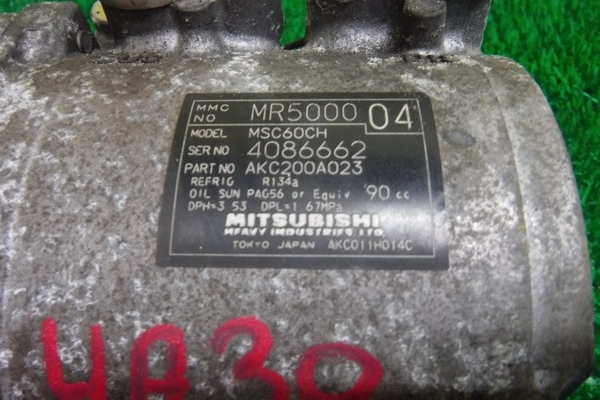 MMC NO MR5000 04
MODEL MSC60CH
SER NO 4086662
PART NO AKC200A023
REFRIG R134a
OIL SUN PAG56 or Equiv '90 cc
DPH=3 53 DPL=1 67MPa
MITSUBISHI
HEAVY INDUSTRIES, LTD.
TOKYO JAPAN AKC011H014C
4A30